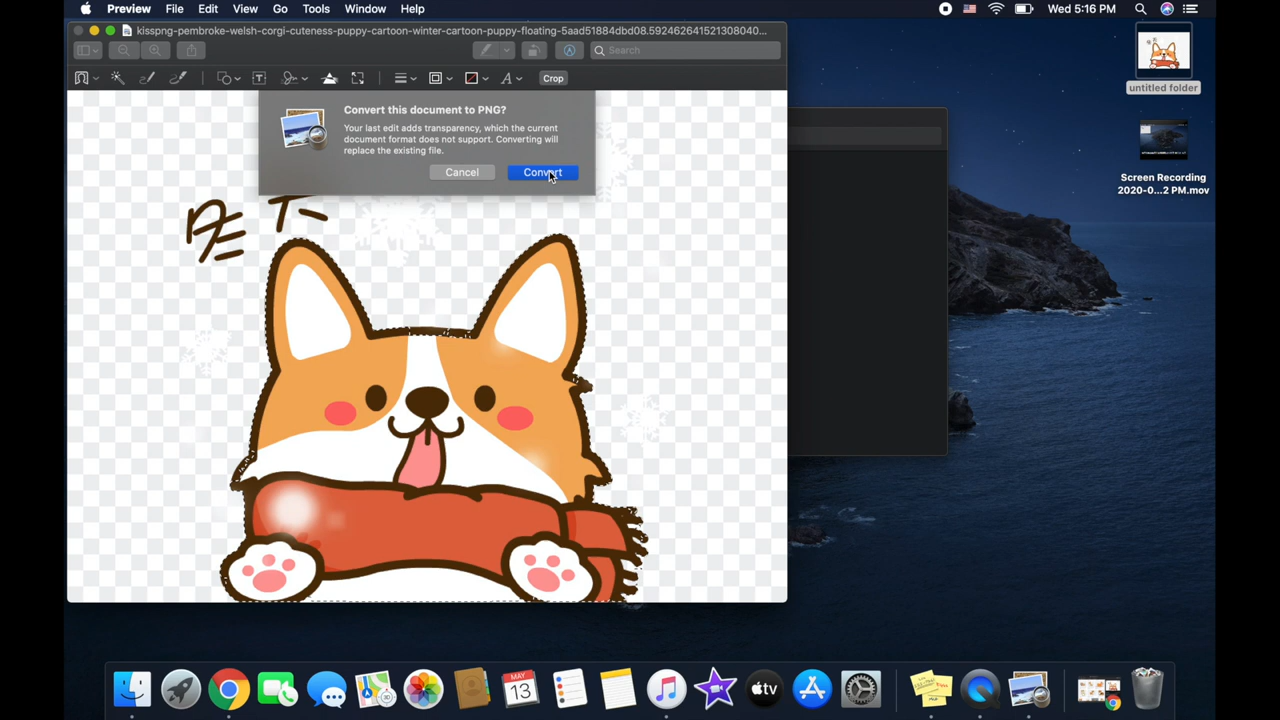 Preview File Edit View Go Tools Window Help Wed 5:16 PM
kisspng-pembroke-welsh-corgi-cuteness-puppy-cartoon-winter-cartoon-puppy-floating-5aad51884dbd08.592462641521308040...
Search
T A Crop
Convert this document to PNG?
Your last edit adds transparency, which the current
document format does not support. Converting will
replace the existing file.
Cancel Convert
untitled folder
Screen Recording
2020-0...2 PM.mov
MAY
13
tv